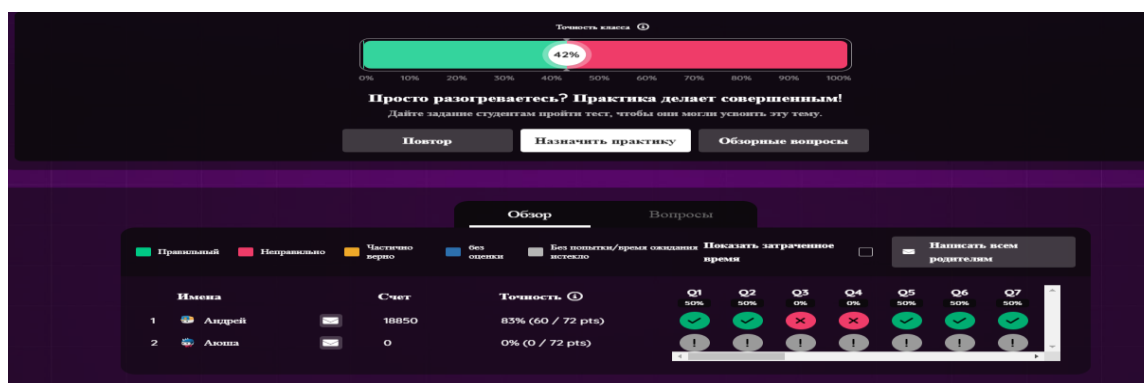 Точность класса
42%
0% 10% 20% 30% 40% 50% 60% 70% 80% 90% 100%
Просто разогреваетесь? Практика делает совершенным!
Дайте задание студентам пройти тест, чтобы они могли усвоить эту тему.
Повтор Назначить практику Обзорные вопросы
Обзор Вопросы
Правильный Неправильно Частично верно без оценки Без попытки/время ожидания истекло Показать затраченное время Написать всем родителям
Имена Счет Точность Q1 Q2 Q3 Q4 Q5 Q6 Q7
50% 50% 0% 0% 50% 50% 50%
1 Андрей 18850 83% (60 / 72 pts)
2 Аюша 0 0% (0 / 72 pts)